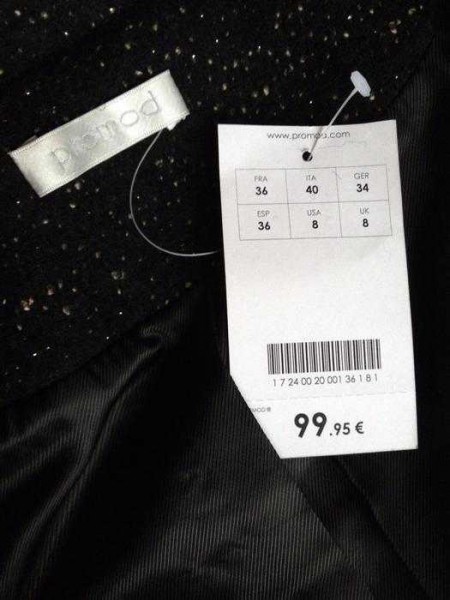 promod
www.promod.com
FRA ITA GER
36 40 34
ESP USA UK
36 8 8
1 7 24 00 20 001 36 1 8 1
MOD®
99.95 €